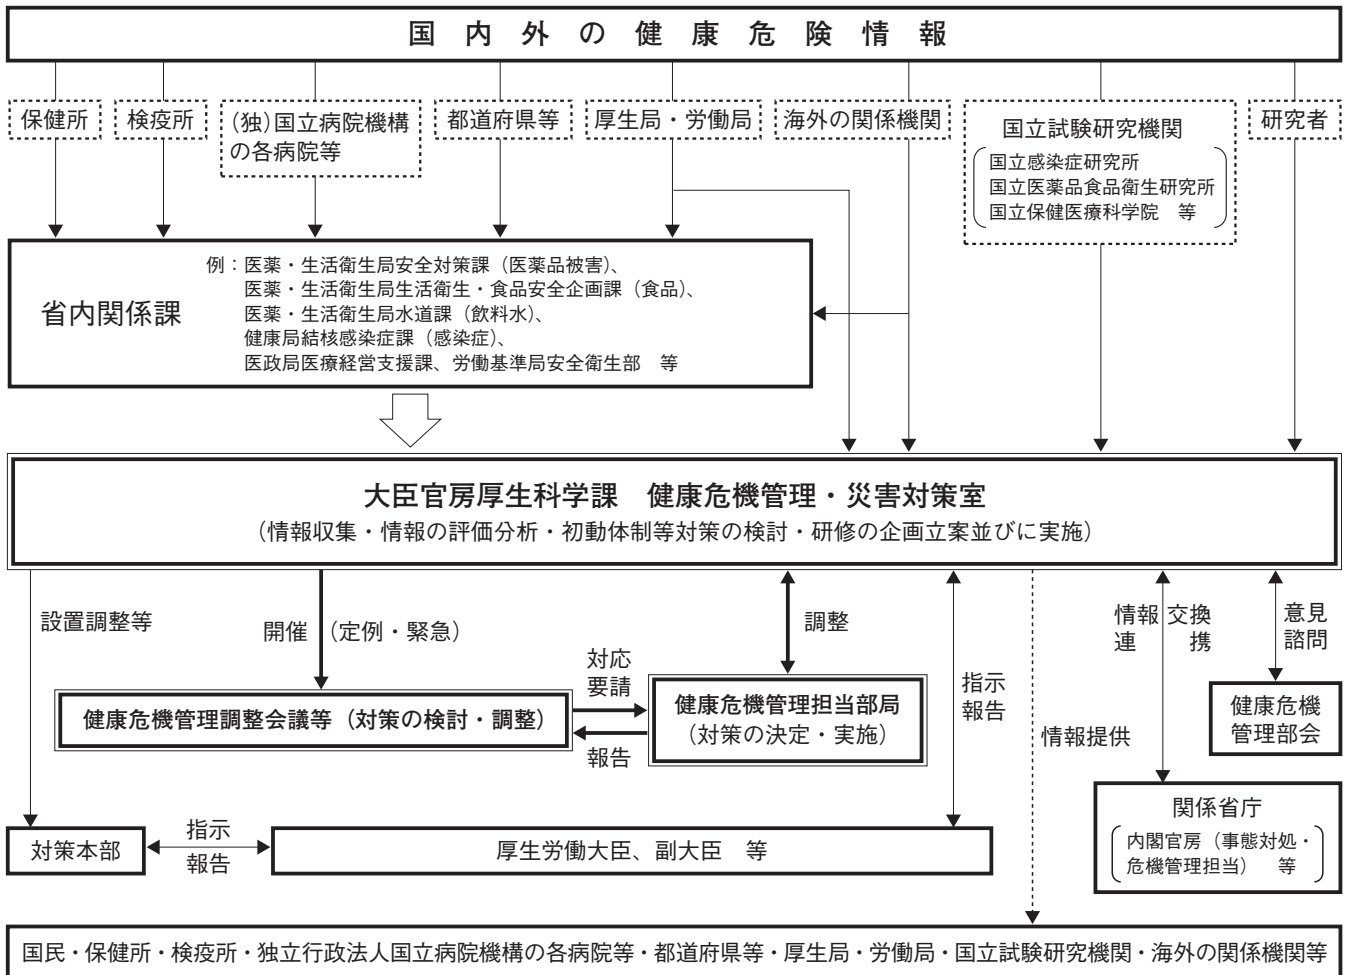 国内外の健康危険情報
保健所
検疫所
(独)国立病院機構
の各病院等
都道府県等
厚生局・労働局
海外の関係機関
国立試験研究機関
国立感染症研究所
国立医薬品食品衛生研究所
国立保健医療科学院　等
研究者
省内関係課
例：医薬・生活衛生局安全対策課（医薬品被害）、
医薬・生活衛生局生活衛生・食品安全企画課（食品）、
医薬・生活衛生局水道課（飲料水）、
健康局結核感染症課（感染症）、
医政局医療経営支援課、労働基準局安全衛生部　等
大臣官房厚生科学課　健康危機管理・災害対策室
（情報収集・情報の評価分析・初動体制等対策の検討・研修の企画立案並びに実施）
設置調整等
開催（定例・緊急）
調整
指示
報告
情報提供
情報交換
連携
意見
諮問
対応
要請
報告
健康危機管理調整会議等（対策の検討・調整）
健康危機管理担当部局
（対策の決定・実施）
健康危機
管理部会
関係省庁
内閣官房（事態対処・
危機管理担当）　等
対策本部
指示
報告
厚生労働大臣、副大臣　等
国民・保健所・検疫所・独立行政法人国立病院機構の各病院等・都道府県等・厚生局・労働局・国立試験研究機関・海外の関係機関等